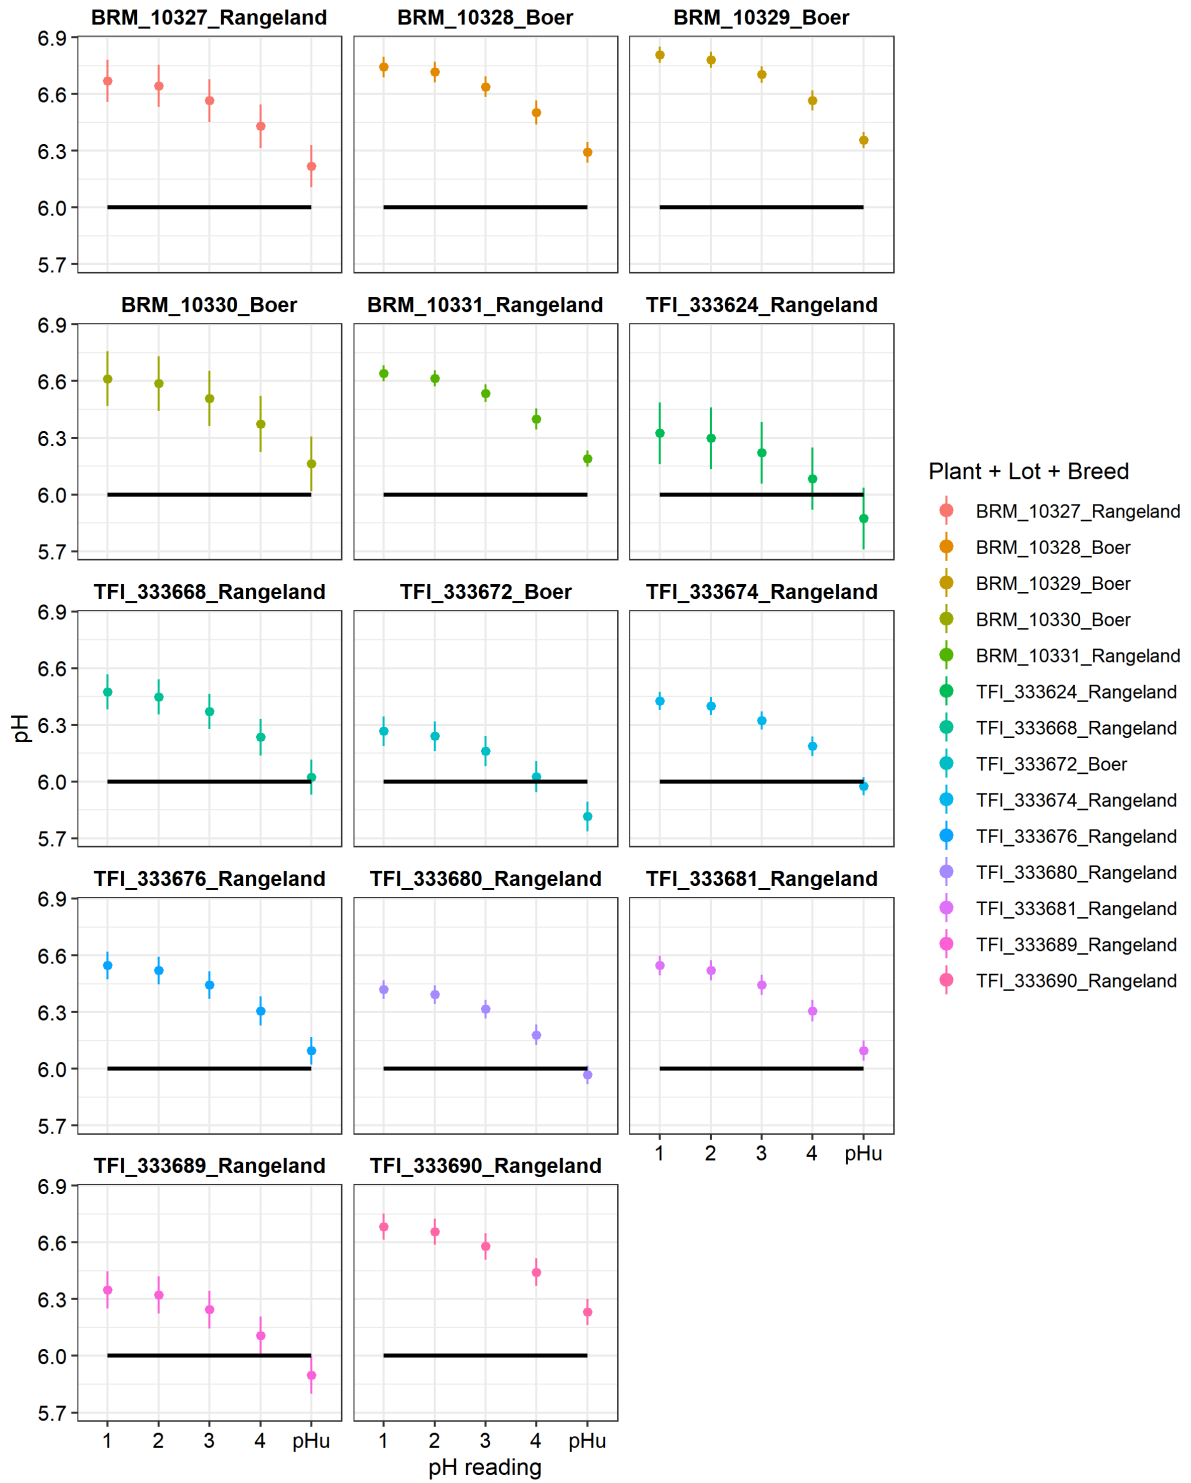 BRM_10327_Rangeland
BRM_10328_Boer
BRM_10329_Boer
6.9
6.6
6.3
6.0
5.7
BRM_10330_Boer
BRM_10331_Rangeland
TFI_333624_Rangeland
6.9
6.6
6.3
6.0
5.7
TFI_333668_Rangeland
TFI_333672_Boer
TFI_333674_Rangeland
6.9
6.6
6.3
6.0
5.7
pH
TFI_333676_Rangeland
TFI_333680_Rangeland
TFI_333681_Rangeland
6.9
6.6
6.3
6.0
5.7
1 2 3 4 pHu
TFI_333689_Rangeland
TFI_333690_Rangeland
6.9
6.6
6.3
6.0
5.7
1 2 3 4 pHu
1 2 3 4 pHu
pH reading
Plant + Lot + Breed
BRM_10327_Rangeland
BRM_10328_Boer
BRM_10329_Boer
BRM_10330_Boer
BRM_10331_Rangeland
TFI_333624_Rangeland
TFI_333668_Rangeland
TFI_333672_Boer
TFI_333674_Rangeland
TFI_333676_Rangeland
TFI_333680_Rangeland
TFI_333681_Rangeland
TFI_333689_Rangeland
TFI_333690_Rangeland